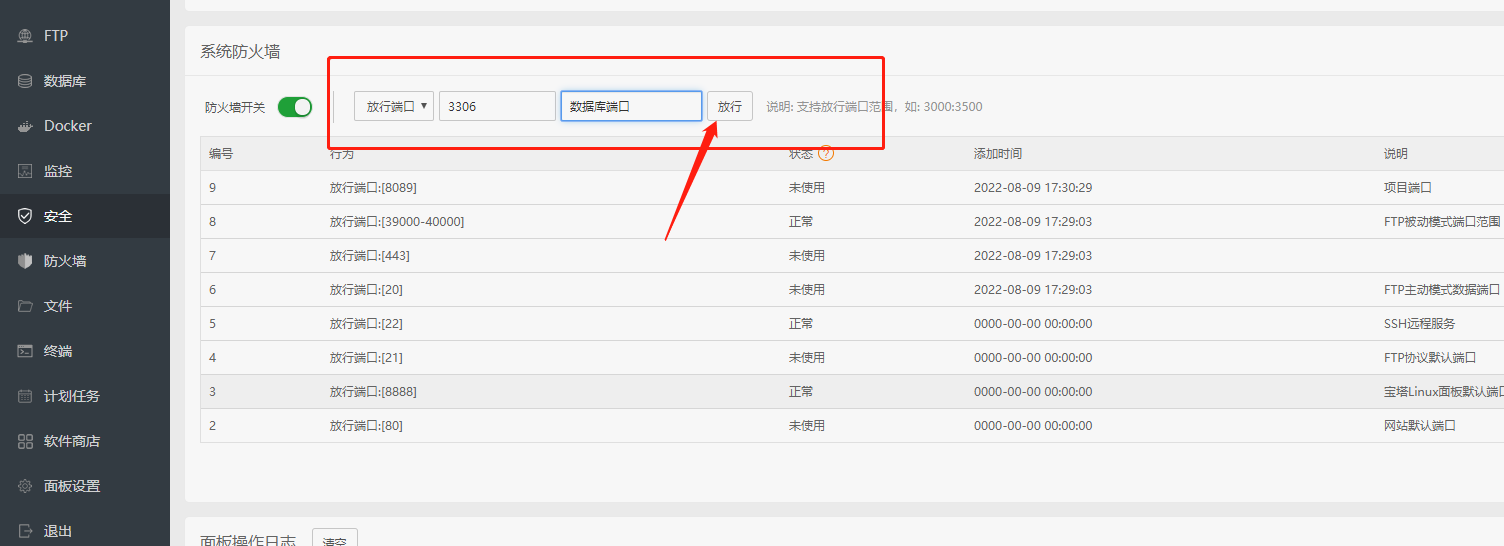 FTP
数据库
Docker
监控
安全
防火墙
文件
终端
计划任务
软件商店
面板设置
退出
系统防火墙
防火墙开关 放行端口 3306 数据库端口 放行 说明: 支持放行端口范围，如: 3000:3500
编号 行为 状态 ? 添加时间 说明
9 放行端口:[8089] 未使用 2022-08-09 17:30:29 项目端口
8 放行端口:[39000-40000] 正常 2022-08-09 17:29:03 FTP被动模式端口范围
7 放行端口:[443] 未使用 2022-08-09 17:29:03
6 放行端口:[20] 未使用 2022-08-09 17:29:03 FTP主动模式数据端口
5 放行端口:[22] 正常 0000-00-00 00:00:00 SSH远程服务
4 放行端口:[21] 未使用 0000-00-00 00:00:00 FTP协议默认端口
3 放行端口:[8888] 正常 0000-00-00 00:00:00 宝塔Linux面板默认端口
2 放行端口:[80] 未使用 0000-00-00 00:00:00 网站默认端口
面板操作日志 清空